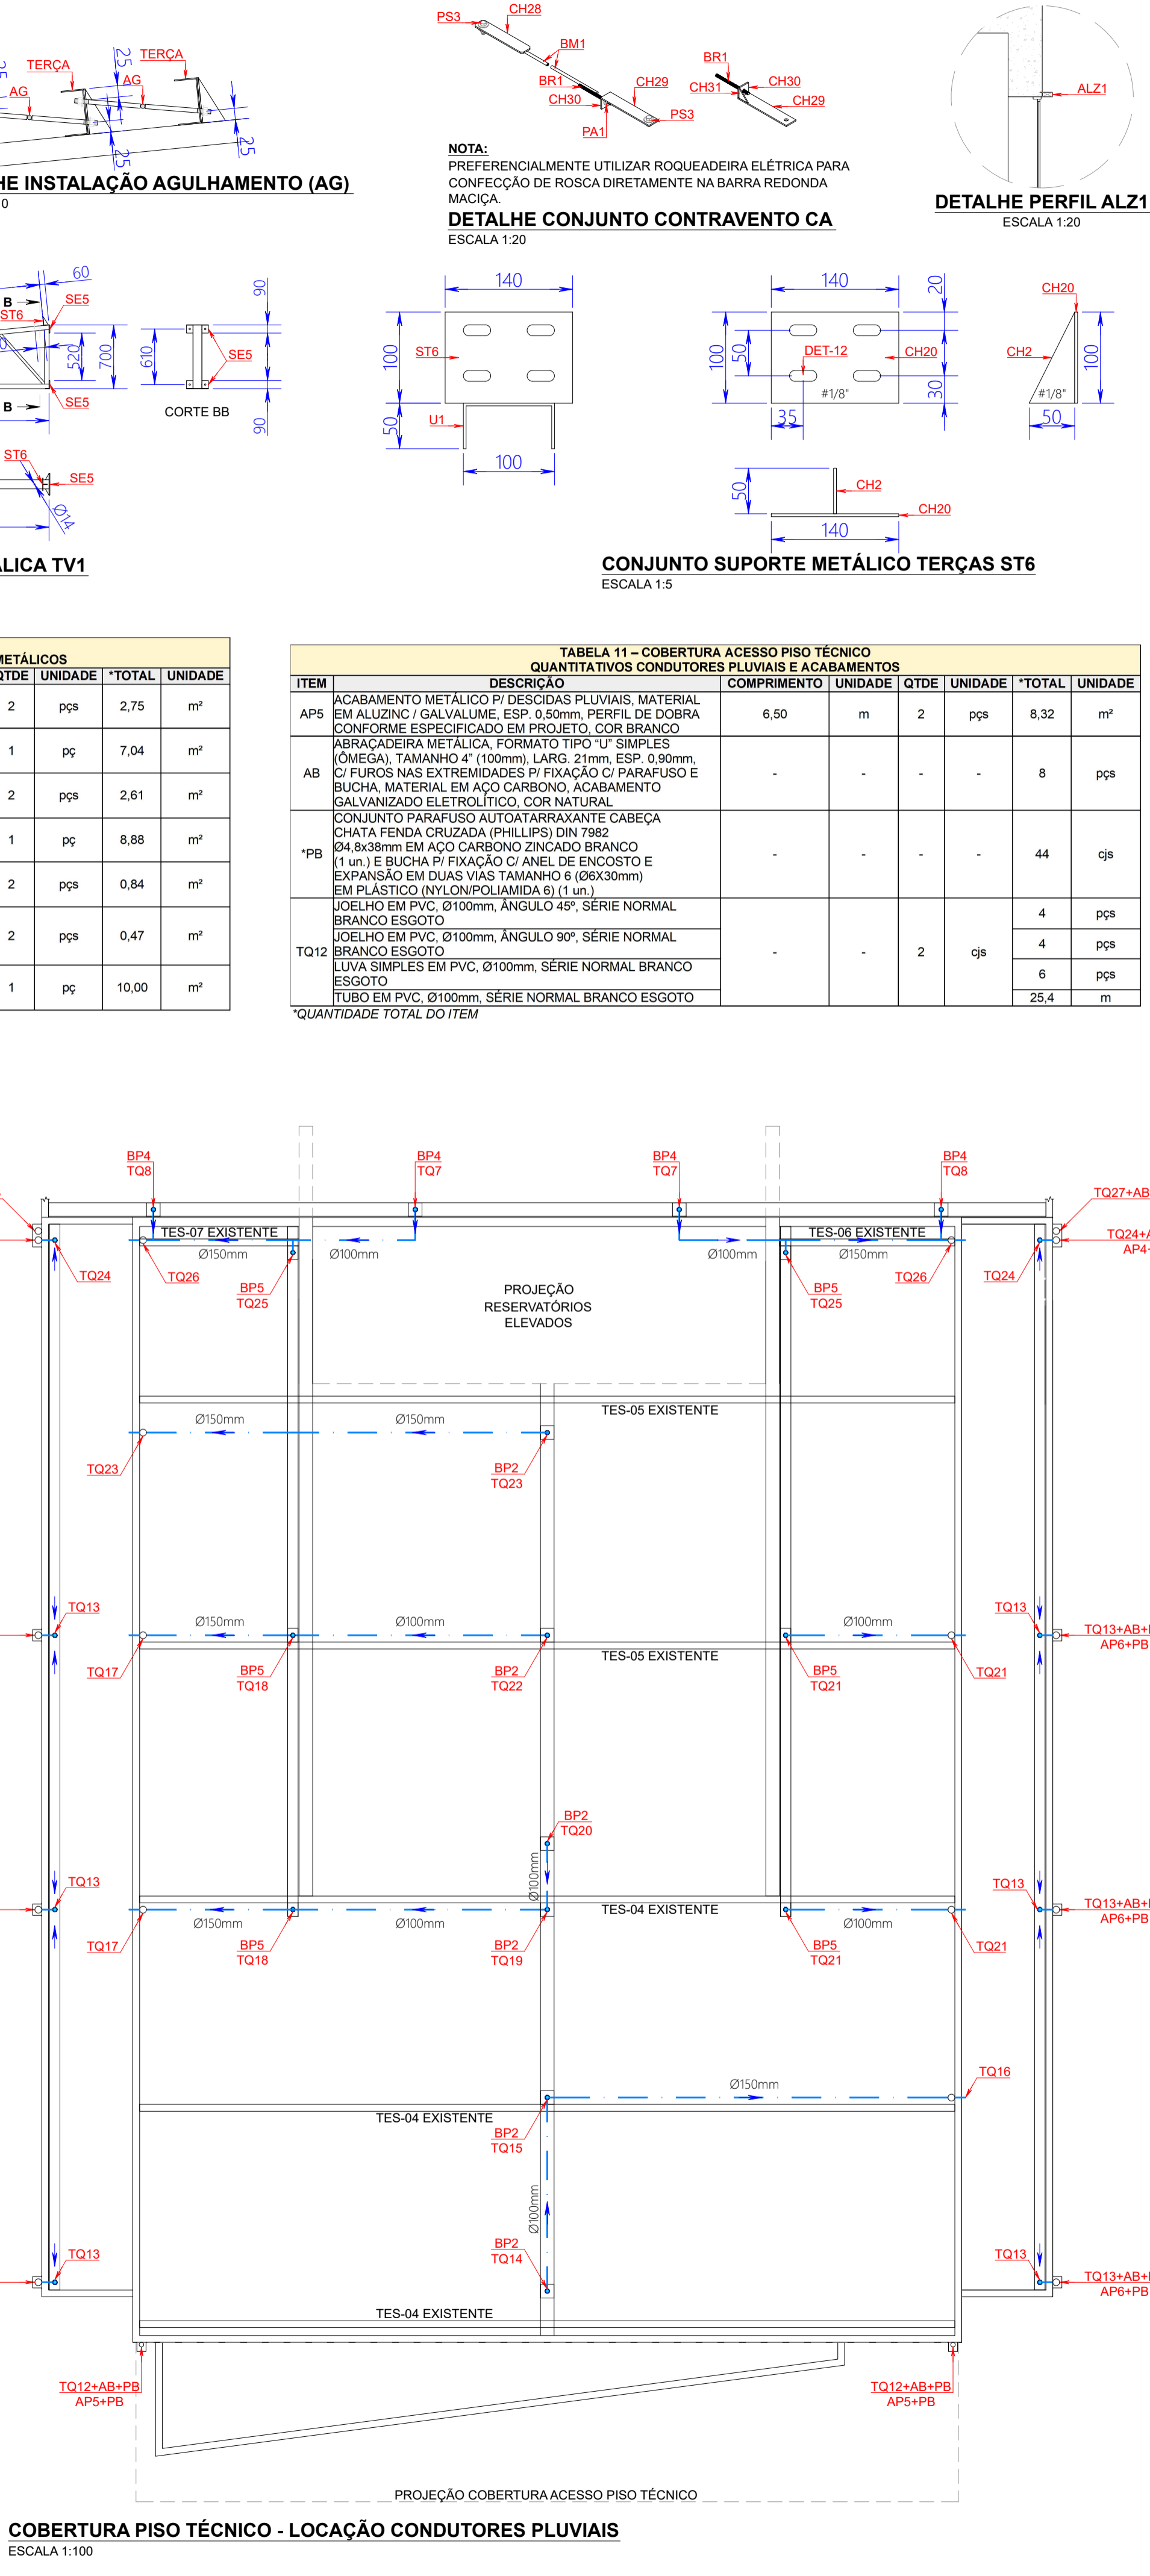 PS3
CH28
BM1
BR1
CH29
CH30
PA1
PS3
BR1
CH30
CH31
CH29
NOTA:
PREFERENCIALMENTE UTILIZAR ROQUEADEIRA ELÉTRICA PARA
CONFECÇÃO DE ROSCA DIRETAMENTE NA BARRA REDONDA
MACIÇA.
DETALHE CONJUNTO CONTRAVENTO CA
ESCALA 1:20
25
TERÇA
TERÇA
AG
AG
25
25
HE INSTALAÇÃO AGULHAMENTO (AG)
0
ALZ1
DETALHE PERFIL ALZ1
ESCALA 1:20
60
B
ST6
SE5
520
700
B
SE5
90
610
SE5
90
CORTE BB
ST6
SE5
Ø14
LICA TV1
140
ST6
100
U1
50
100
140
20
100
50
DET-12
CH20
#1/8"
30
35
CH20
CH2
100
#1/8"
50
50
CH2
CH20
140
CONJUNTO SUPORTE METÁLICO TERÇAS ST6
ESCALA 1:5
METÁLICOS
QTDE UNIDADE *TOTAL UNIDADE
2 pçs 2,75 m²
1 pç 7,04 m²
2 pçs 2,61 m²
1 pç 8,88 m²
2 pçs 0,84 m²
2 pçs 0,47 m²
1 pç 10,00 m²
TABELA 11 – COBERTURA ACESSO PISO TÉCNICO
QUANTITATIVOS CONDUTORES PLUVIAIS E ACABAMENTOS
ITEM DESCRIÇÃO COMPRIMENTO UNIDADE QTDE UNIDADE *TOTAL UNIDADE
ACABAMENTO METÁLICO P/ DESCIDAS PLUVIAIS, MATERIAL
AP5 EM ALUZINC / GALVALUME, ESP. 0,50mm, PERFIL DE DOBRA 6,50 m 2 pçs 8,32 m²
CONFORME ESPECIFICADO EM PROJETO, COR BRANCO
ABRAÇADEIRA METÁLICA, FORMATO TIPO “U” SIMPLES
(ÔMEGA), TAMANHO 4” (100mm), LARG. 21mm, ESP. 0,90mm,
AB C/ FUROS NAS EXTREMIDADES P/ FIXAÇÃO C/ PARAFUSO E - - - - 8 pçs
BUCHA, MATERIAL EM AÇO CARBONO, ACABAMENTO
GALVANIZADO ELETROLÍTICO, COR NATURAL
CONJUNTO PARAFUSO AUTOATARRAXANTE CABEÇA
CHATA FENDA CRUZADA (PHILLIPS) DIN 7982
*PB Ø4,8x38mm EM AÇO CARBONO ZINCADO BRANCO - - - - 44 cjs
(1 un.) E BUCHA P/ FIXAÇÃO C/ ANEL DE ENCOSTO E
EXPANSÃO EM DUAS VIAS TAMANHO 6 (Ø6X30mm)
EM PLÁSTICO (NYLON/POLIAMIDA 6) (1 un.)
JOELHO EM PVC, Ø100mm, ÂNGULO 45º, SÉRIE NORMAL
BRANCO ESGOTO 4 pçs
JOELHO EM PVC, Ø100mm, ÂNGULO 90º, SÉRIE NORMAL
TQ12 BRANCO ESGOTO - - 2 cjs 4 pçs
LUVA SIMPLES EM PVC, Ø100mm, SÉRIE NORMAL BRANCO
ESGOTO 6 pçs
TUBO EM PVC, Ø100mm, SÉRIE NORMAL BRANCO ESGOTO 25,4 m
*QUANTIDADE TOTAL DO ITEM
BP4 BP4 BP4 BP4
TQ8 TQ7 TQ7 TQ8
TQ27+AB
TES-07 EXISTENTE TES-06 EXISTENTE
TQ24+A
AP4+
Ø150mm Ø100mm Ø100mm Ø150mm
TQ24 TQ26 TQ26 TQ24
BP5 BP5
TQ25 TQ25
PROJEÇÃO
RESERVATÓRIOS
ELEVADOS
TES-05 EXISTENTE
Ø150mm Ø150mm
TQ23
BP2
TQ23
TQ13 TQ13
Ø150mm Ø100mm Ø100mm
TQ13+AB+
AP6+PB
TES-05 EXISTENTE
TQ17 BP5 BP2 BP5 TQ21
TQ18 TQ22 TQ21
BP2
TQ20
Ø100mm
TQ13 TQ13
TQ13+AB+
AP6+PB
TES-04 EXISTENTE
Ø150mm Ø100mm Ø100mm
TQ17 BP5 BP2 BP5 TQ21
TQ18 TQ19 TQ21
Ø150mm
TQ16
TES-04 EXISTENTE
BP2
TQ15
Ø100mm
BP2
TQ14
TQ13 TQ13
TQ13+AB+
AP6+PB
TES-04 EXISTENTE
TQ12+AB+PB TQ12+AB+PB
AP5+PB AP5+PB
PROJEÇÃO COBERTURA ACESSO PISO TÉCNICO
COBERTURA PISO TÉCNICO - LOCAÇÃO CONDUTORES PLUVIAIS
ESCALA 1:100